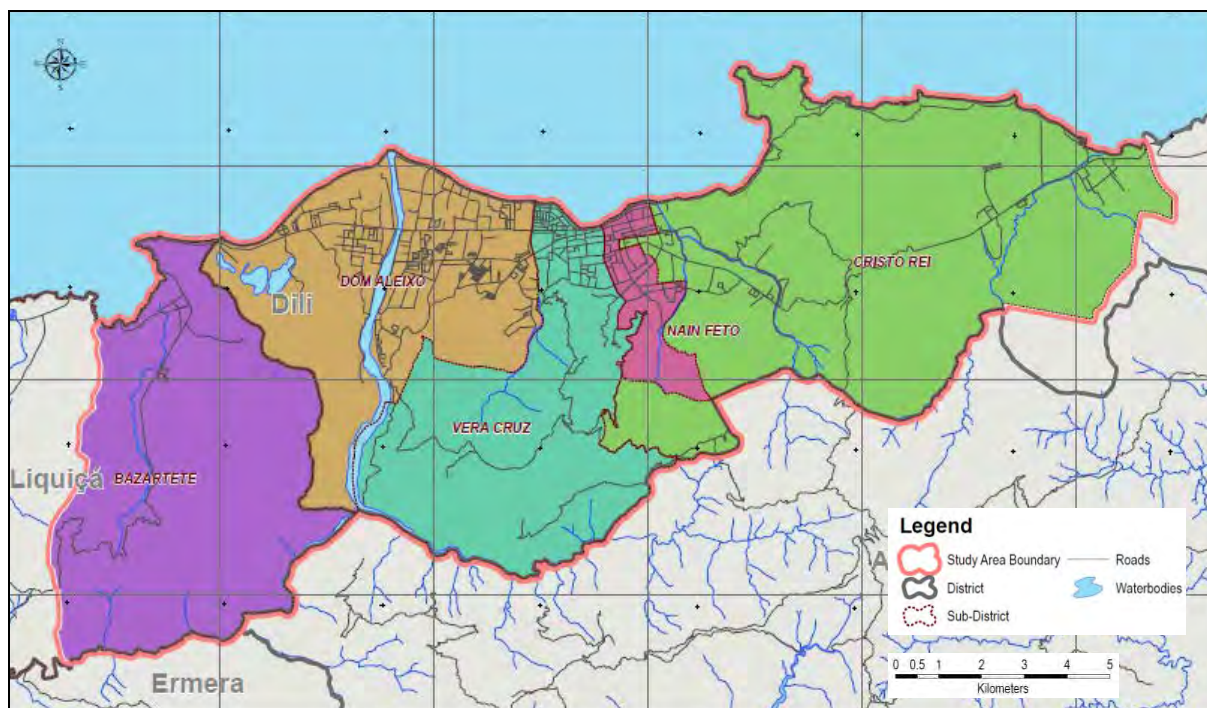 N
S
CRISTO REI
DOM ALEIXO
Dili
NAIN FETO
VERA CRUZ
Liquiçá
BAZARTETE
Ermera
A
Legend
Study Area Boundary
Roads
District
Waterbodies
Sub-District
0 0.5 1 2 3 4 5
Kilometers